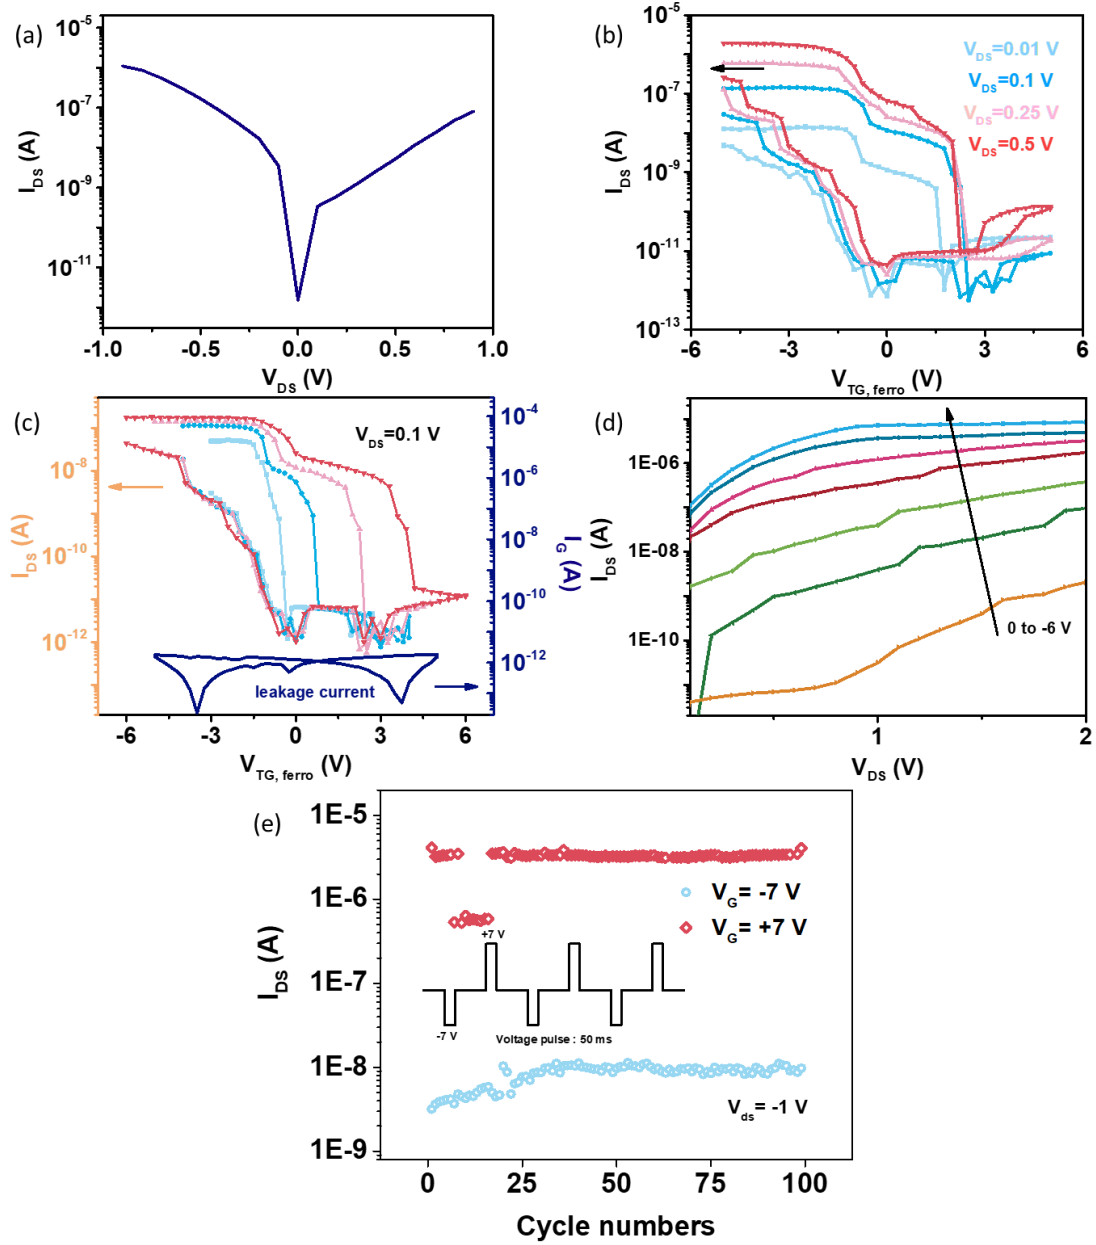 (a)
10⁻⁵
10⁻⁷
10⁻⁹
10⁻¹¹
I_DS (A)
-1.0
-0.5
0.0
0.5
1.0
V_DS (V)
(b)
10⁻⁵
10⁻⁷
10⁻⁹
10⁻¹¹
10⁻¹³
I_DS (A)
V_DS=0.01 V
V_DS=0.1 V
V_DS=0.25 V
V_DS=0.5 V
-6
-3
0
3
6
V_TG, ferro (V)
(c)
10⁻⁸
10⁻¹⁰
10⁻¹²
I_DS (A)
V_DS=0.1 V
leakage current
10⁻⁴
10⁻⁶
10⁻⁸
10⁻¹⁰
10⁻¹²
I_G (A)
-6
-3
0
3
6
V_TG, ferro (V)
(d)
1E-06
1E-08
1E-10
I_DS (A)
0 to -6 V
1
2
V_DS (V)
(e)
1E-5
1E-6
1E-7
1E-8
1E-9
I_DS (A)
V_G= -7 V
V_G= +7 V
+7 V
-7 V
Voltage pulse : 50 ms
V_ds= -1 V
0
25
50
75
100
Cycle numbers